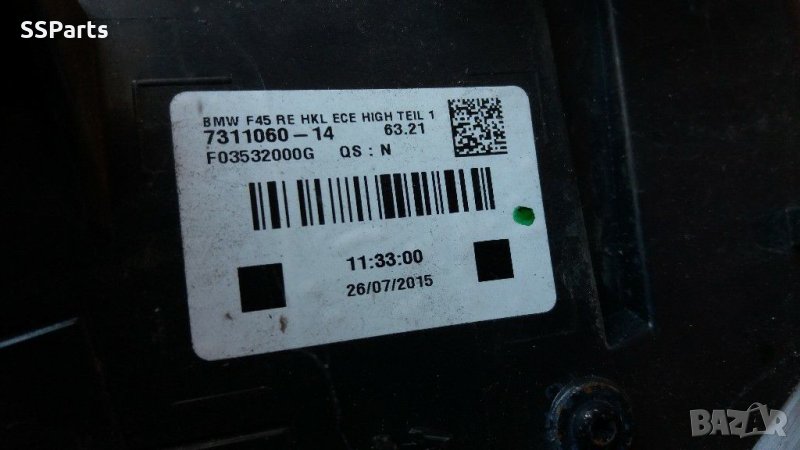 SSParts
BMW F45 RE HKL ECE HIGH TEIL 1
7311060-14 63.21
F03532000G QS : N
11:33:00
26/07/2015
BAZAR